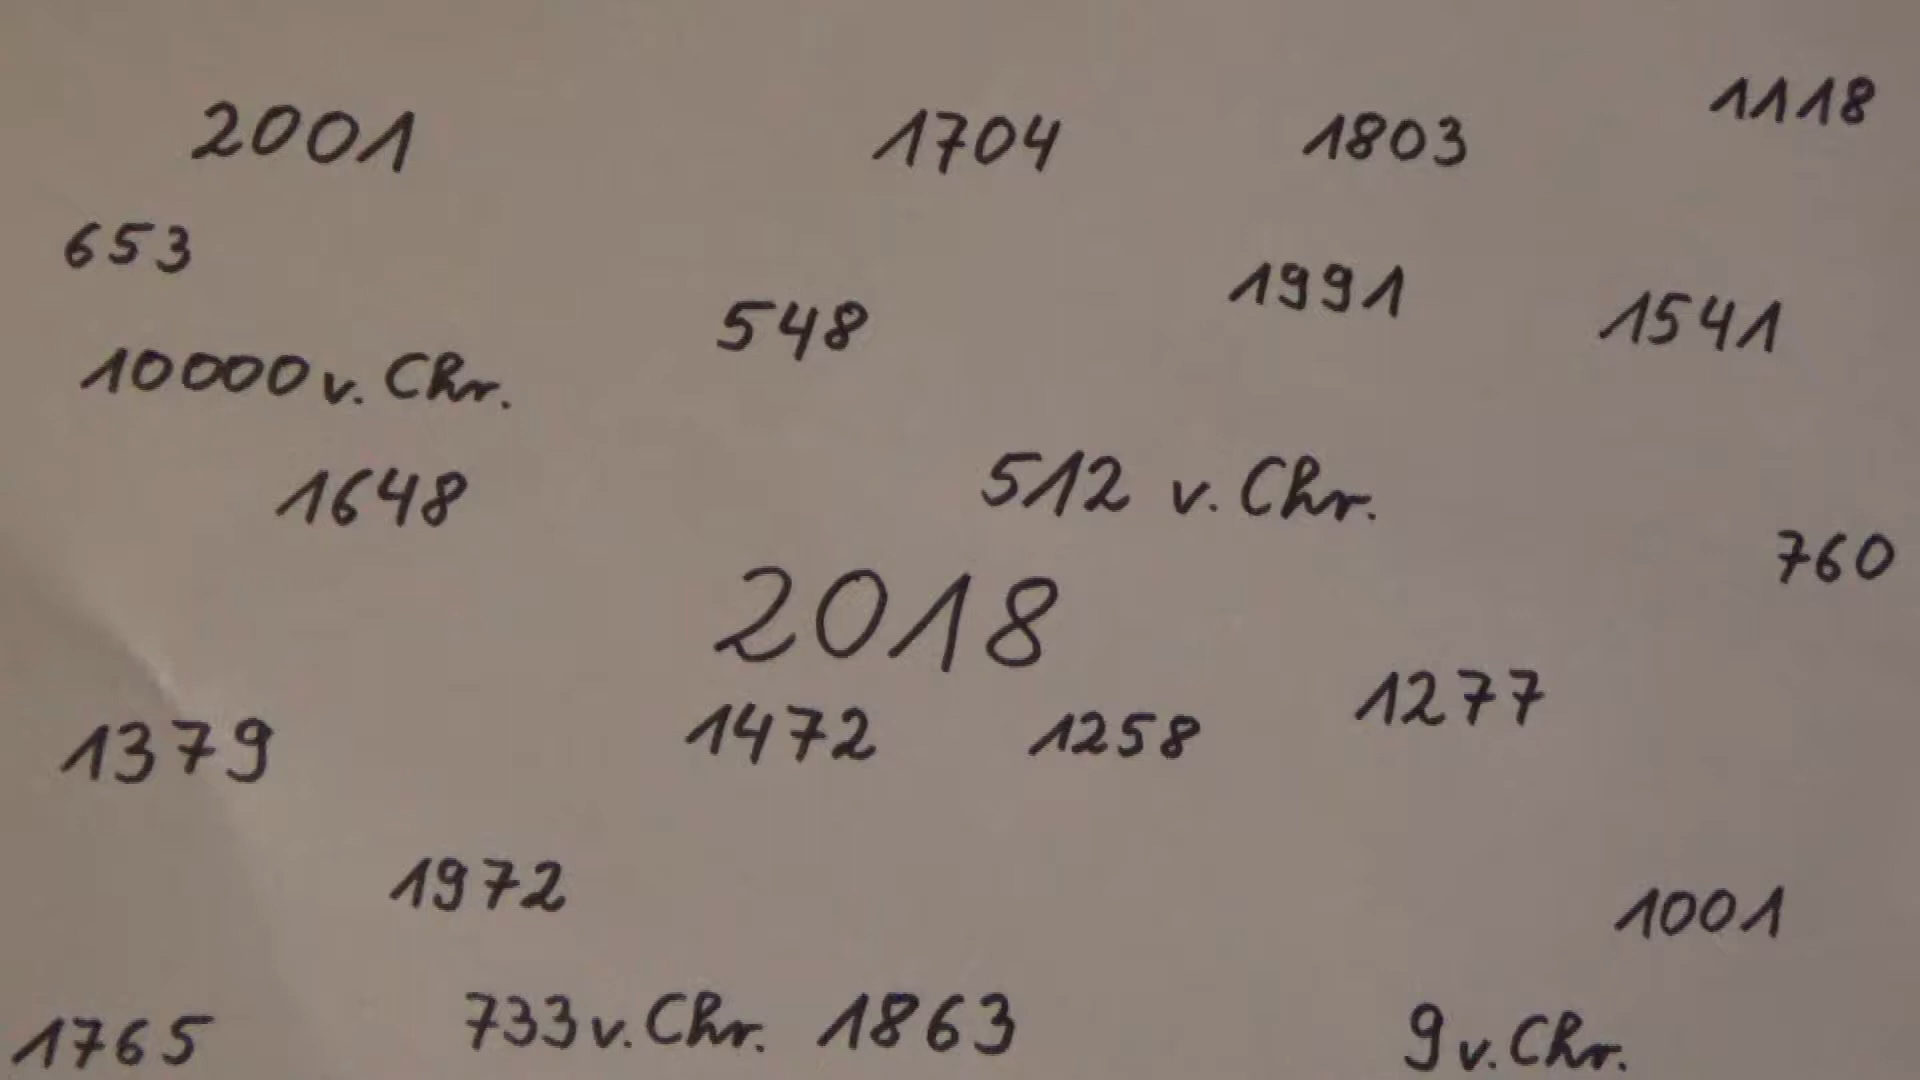 2001 1704 1803 1118
653
548 1991 1541
10000 v. Chr.
1648 512 v. Chr.
760
2018
1379 1472 1258 1277
1972 1001
1765 733 v. Chr. 1863 9 v. Chr.